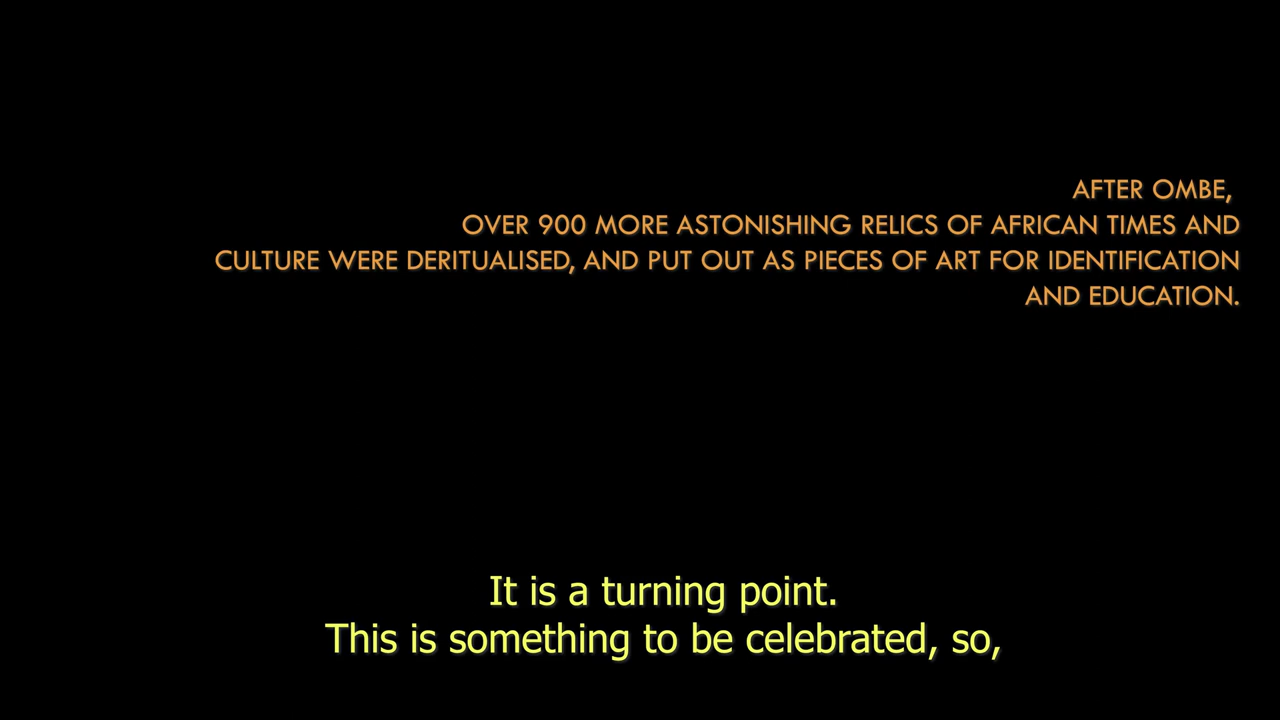 AFTER OMBE,
OVER 900 MORE ASTONISHING RELICS OF AFRICAN TIMES AND
CULTURE WERE DERITUALISED, AND PUT OUT AS PIECES OF ART FOR IDENTIFICATION
AND EDUCATION.
It is a turning point.
This is something to be celebrated, so,